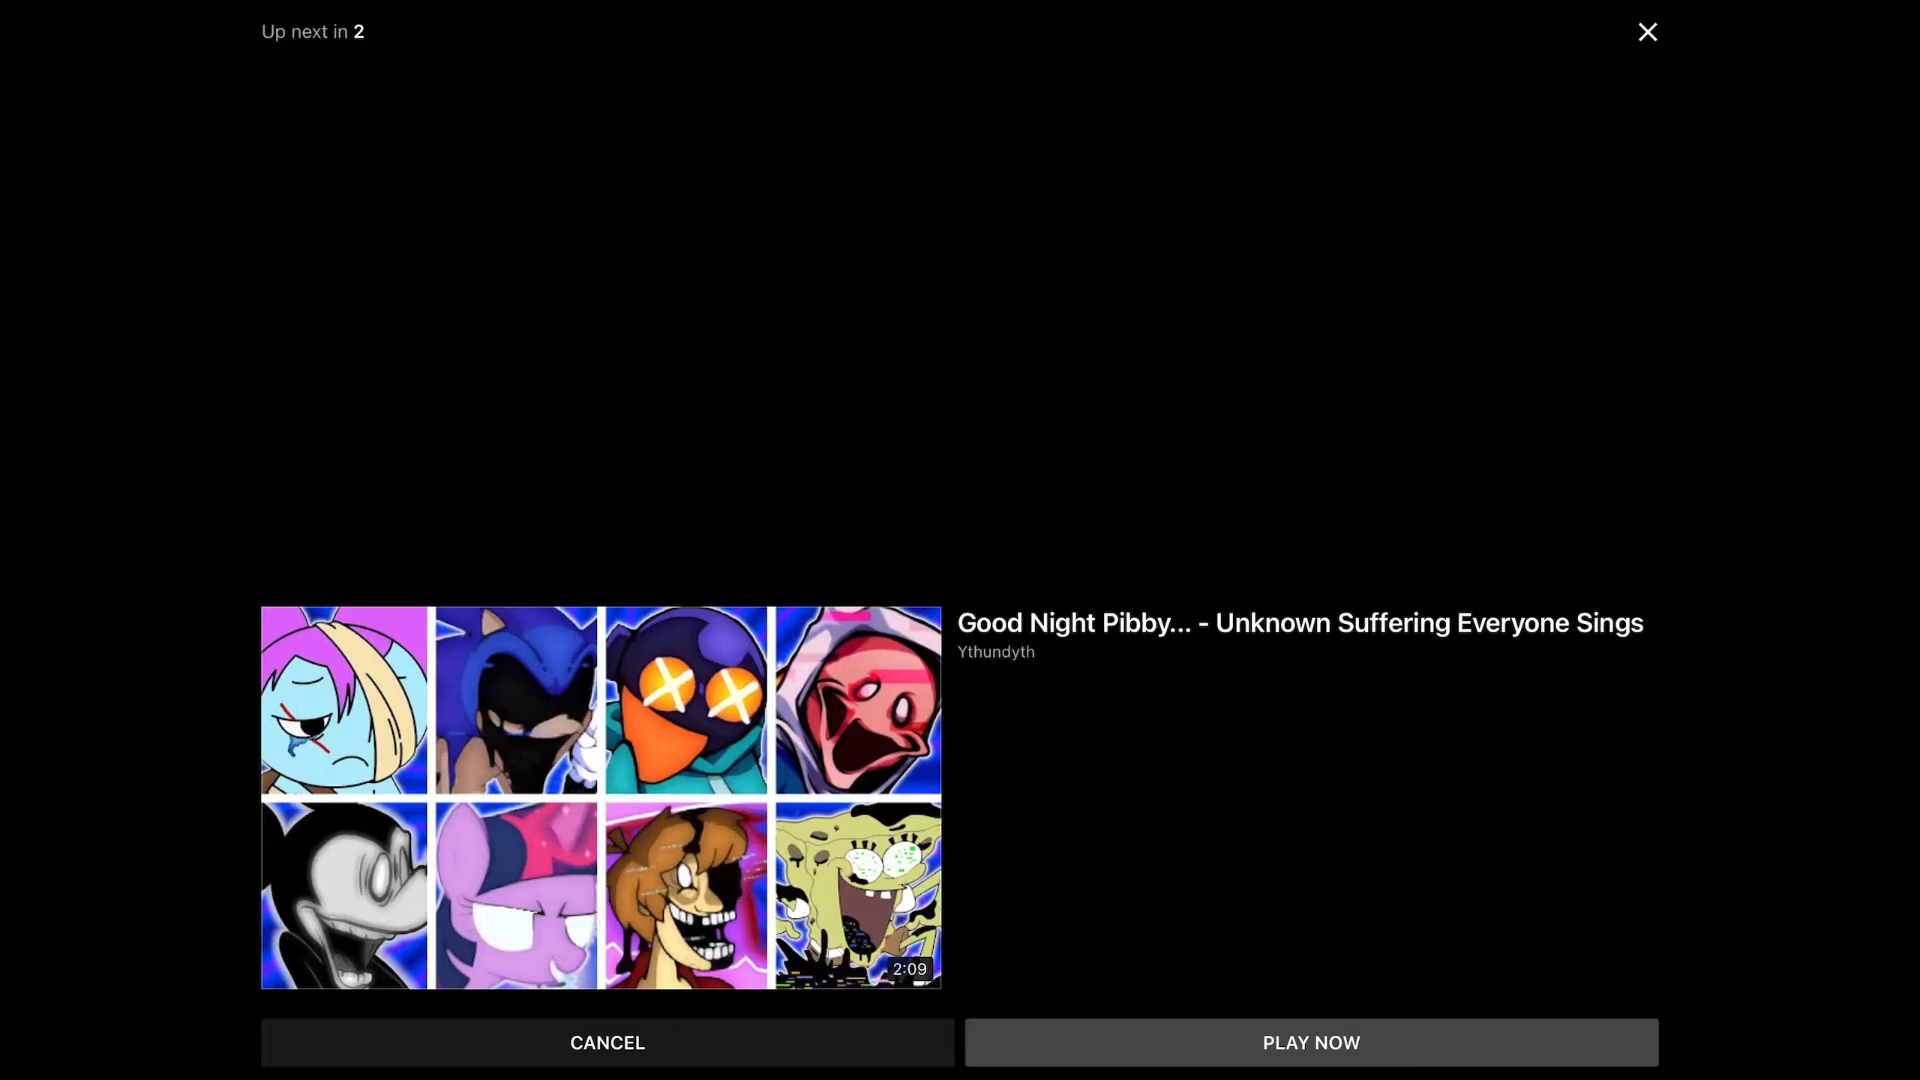 Up next in 2
Good Night Pibby... - Unknown Suffering Everyone Sings
Ythundyth
2:09
CANCEL
PLAY NOW